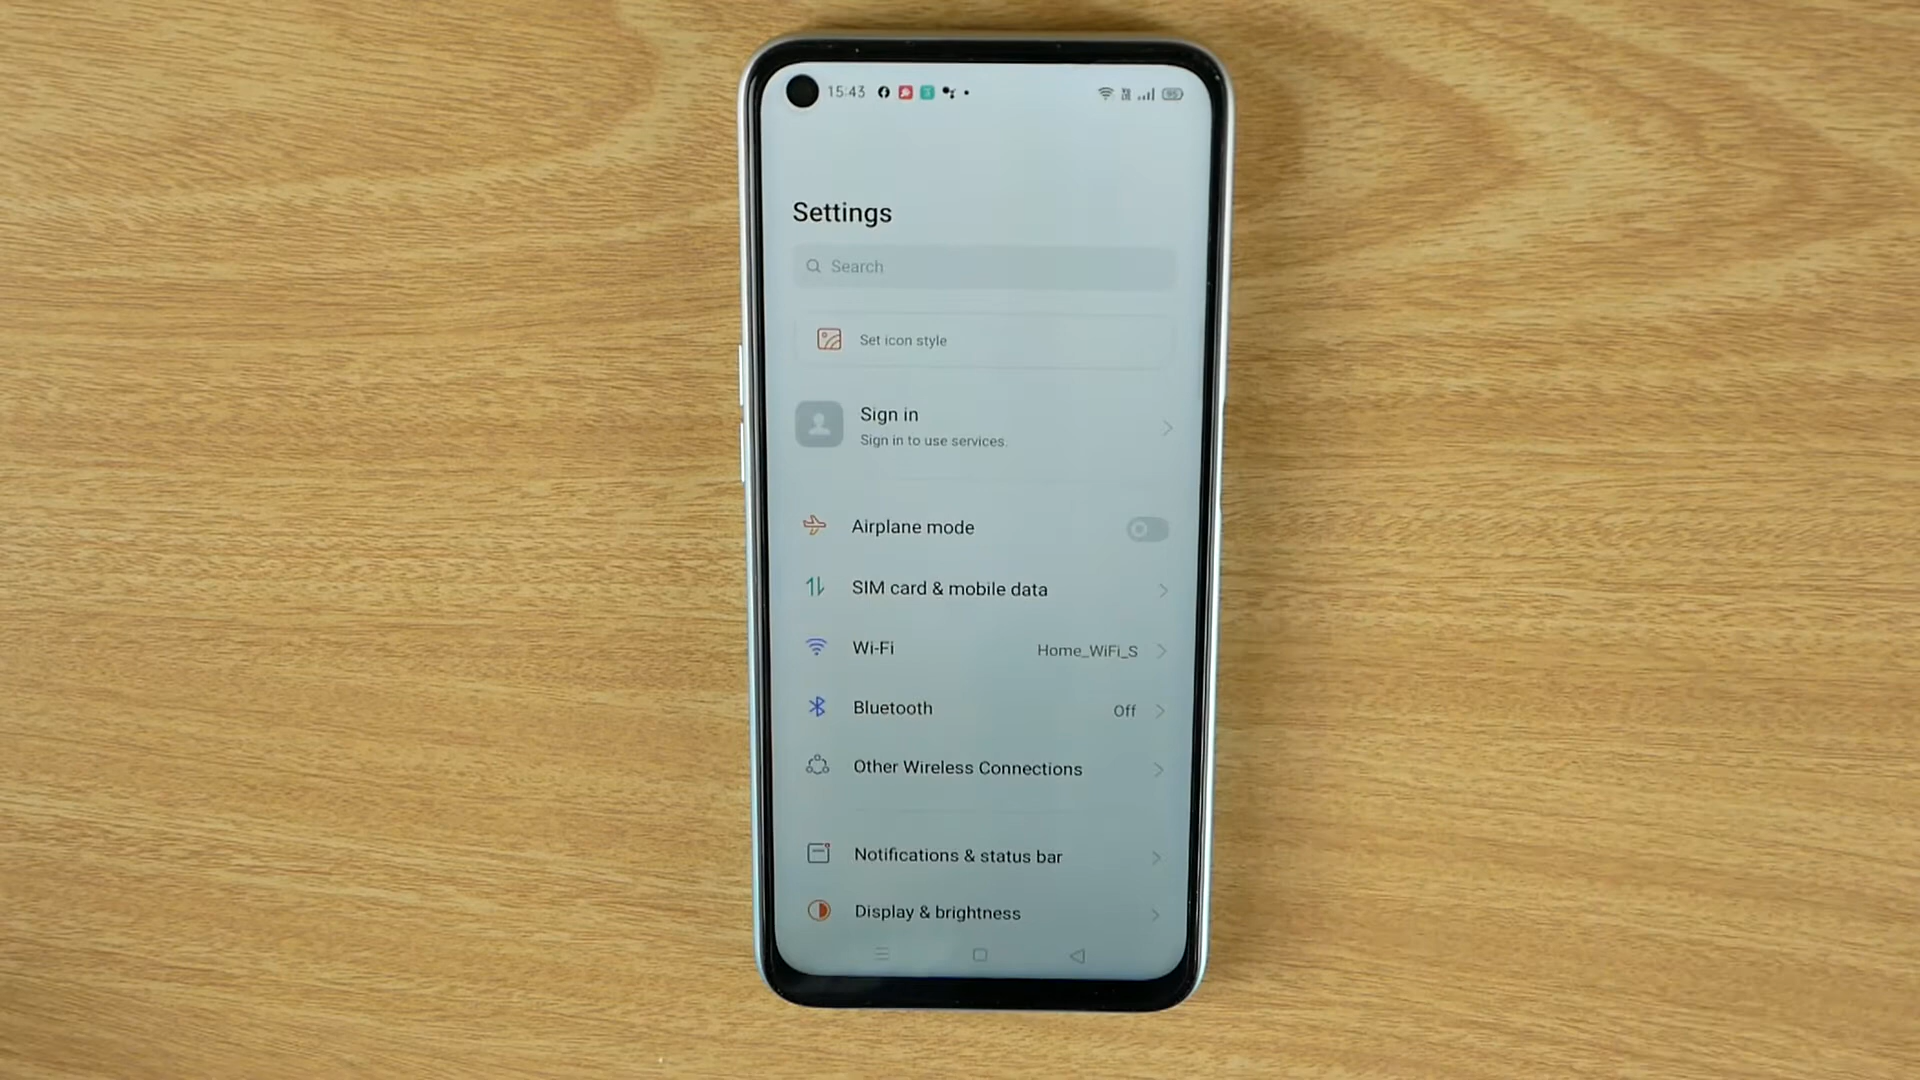 15:43
Settings
Search
Set icon style
Sign in
Sign in to use services.
Airplane mode
SIM card & mobile data
Wi-Fi Home_WiFi_S
Bluetooth Off
Other Wireless Connections
Notifications & status bar
Display & brightness